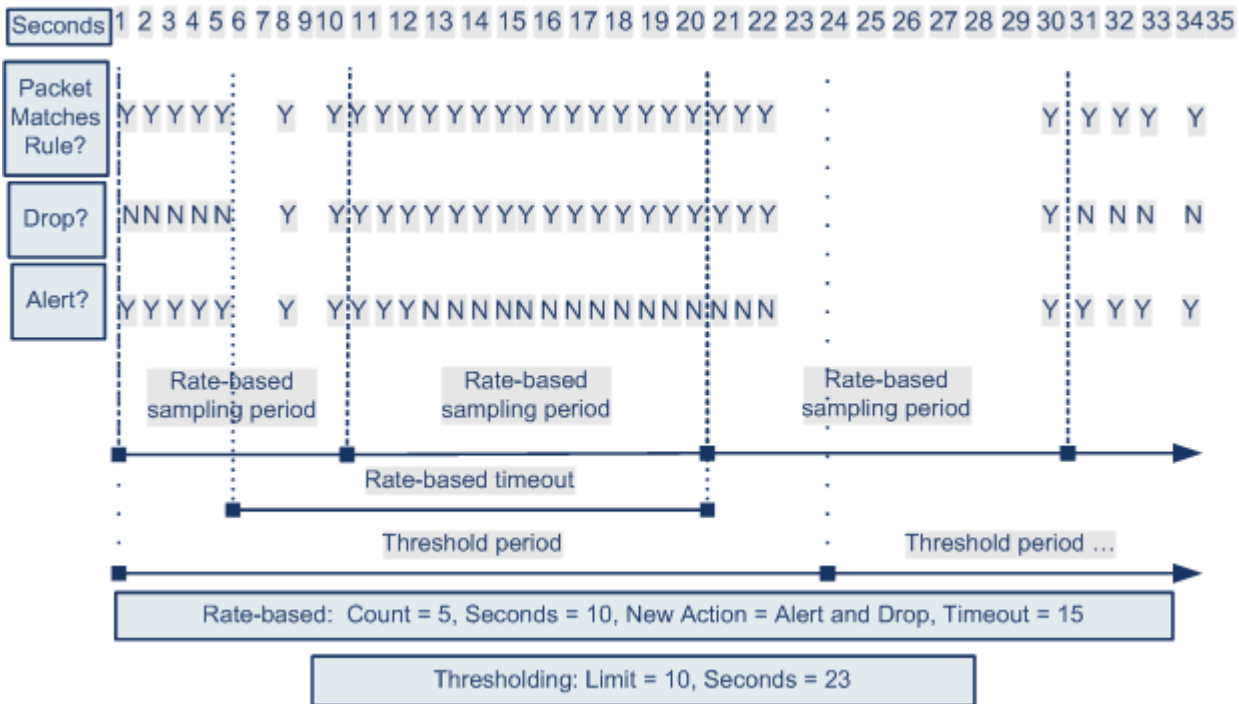 Seconds 1 2 3 4 5 6 7 8 9 10 11 12 13 14 15 16 17 18 19 20 21 22 23 24 25 26 27 28 29 30 31 32 33 34 35
Packet
Matches
Rule?
Y Y Y Y Y Y Y Y Y Y Y Y Y Y Y Y Y Y Y Y Y Y Y Y Y Y Y Y Y Y
Drop?
N N N N N Y Y Y Y Y Y Y Y Y Y Y Y Y Y Y Y Y Y Y Y Y N N N N
Alert?
Y Y Y Y Y Y Y Y Y Y N N N N N N N N N N N N N N N Y Y Y Y Y
Rate-based
sampling period
Rate-based
sampling period
Rate-based
sampling period
Rate-based timeout
Threshold period
Threshold period ...
Rate-based: Count = 5, Seconds = 10, New Action = Alert and Drop, Timeout = 15
Thresholding: Limit = 10, Seconds = 23